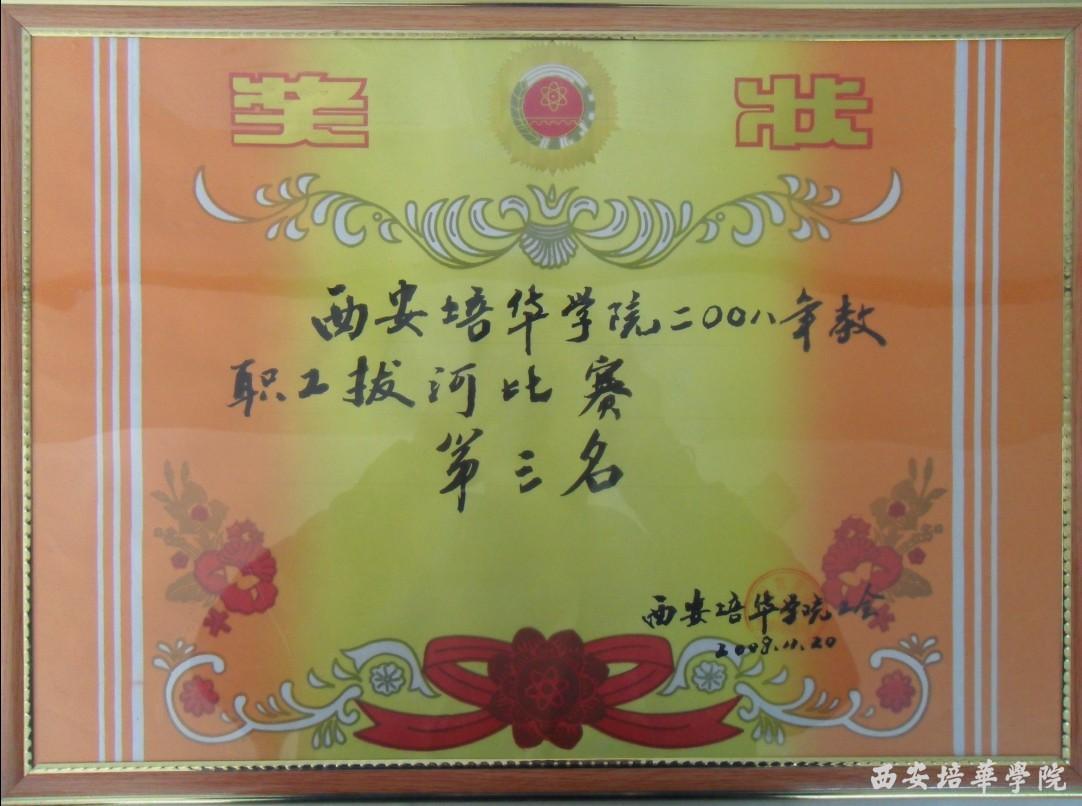 奖状
西安培华学院二〇〇八年教
职工拔河比赛
第三名
西安培华学院工会
2008.11.20
西安培華學院